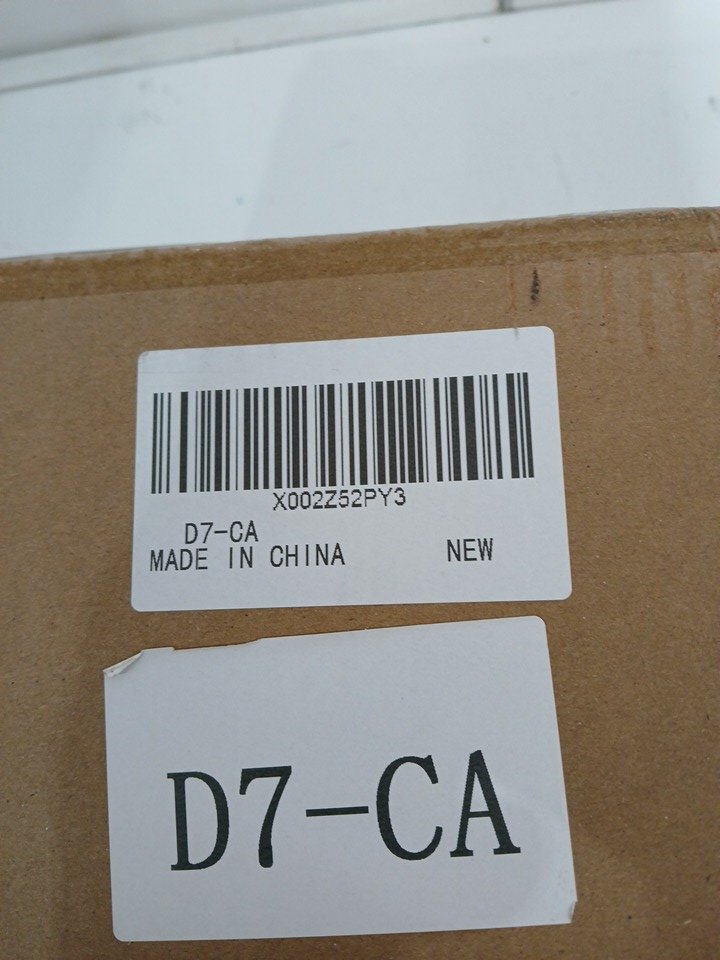 X002Z52PY3
D7-CA
MADE IN CHINA NEW
D7-CA